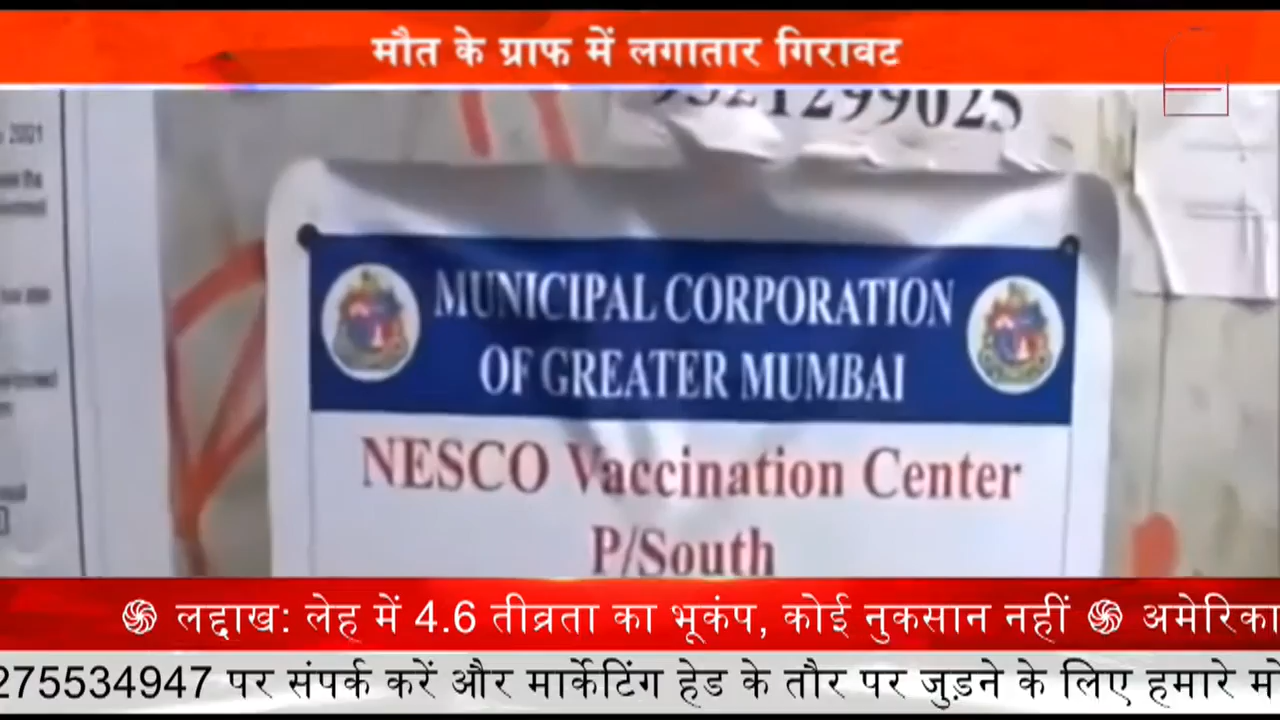 मौत के ग्राफ में लगातार गिरावट
2021
MUNICIPAL CORPORATION
OF GREATER MUMBAI
NESCO Vaccination Center
P/South
लद्दाख: लेह में 4.6 तीव्रता का भूकंप, कोई नुकसान नहीं अमेरिका
275534947 पर संपर्क करें और मार्केटिंग हेड के तौर पर जुड़ने के लिए हमारे मो